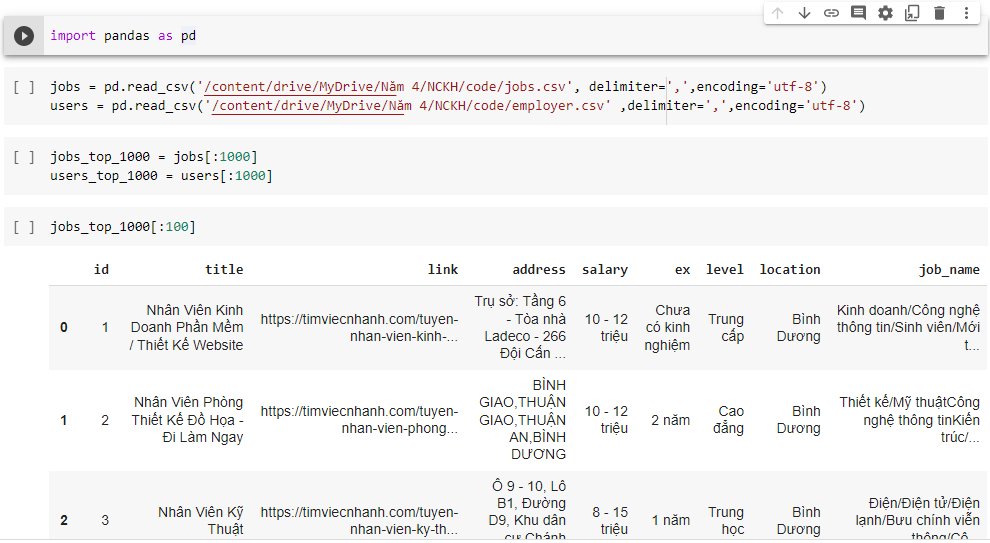 import pandas as pd
[ ] jobs = pd.read_csv('/content/drive/MyDrive/Năm 4/NCKH/code/jobs.csv', delimiter=',',encoding='utf-8')
users = pd.read_csv('/content/drive/MyDrive/Năm 4/NCKH/code/employer.csv' ,delimiter=',',encoding='utf-8')
[ ] jobs_top_1000 = jobs[:1000]
users_top_1000 = users[:1000]
[ ] jobs_top_1000[:100]
id title link address salary ex level location job_name
0 1 Nhân Viên Kinh
Doanh Phần Mềm
/ Thiết Kế Website
https://timviecnhanh.com/tuyen-
nhan-vien-kinh-...
Trụ sở: Tầng 6
- Tòa nhà
Ladeco - 266
Đội Cấn ...
10 - 12
triệu
Chưa
có kinh
nghiệm
Trung
cấp
Bình
Dương
Kinh doanh/Công nghệ
thông tin/Sinh viên/Mới
t...
1 2 Nhân Viên Phòng
Thiết Kế Đồ Họa -
Đi Làm Ngay
https://timviecnhanh.com/tuyen-
nhan-vien-phong...
BÌNH
GIAO,THUẬN
GIAO,THUẬN
AN,BÌNH
DƯƠNG
10 - 12
triệu
2 năm
Cao
đẳng
Bình
Dương
Thiết kế/Mỹ thuậtCông
nghệ thông tinKiến
trúc/...
2 3 Nhân Viên Kỹ
Thuật
https://timviecnhanh.com/tuyen-
nhan-vien-ky-th...
Ô 9 - 10, Lô
B1, Đường
D9, Khu dân
cư Chánh
8 - 15
triệu
1 năm
Trung
học
Bình
Dương
Điện/Điện tử/Điện
lạnh/Bưu chính viễn
thông/Cô...